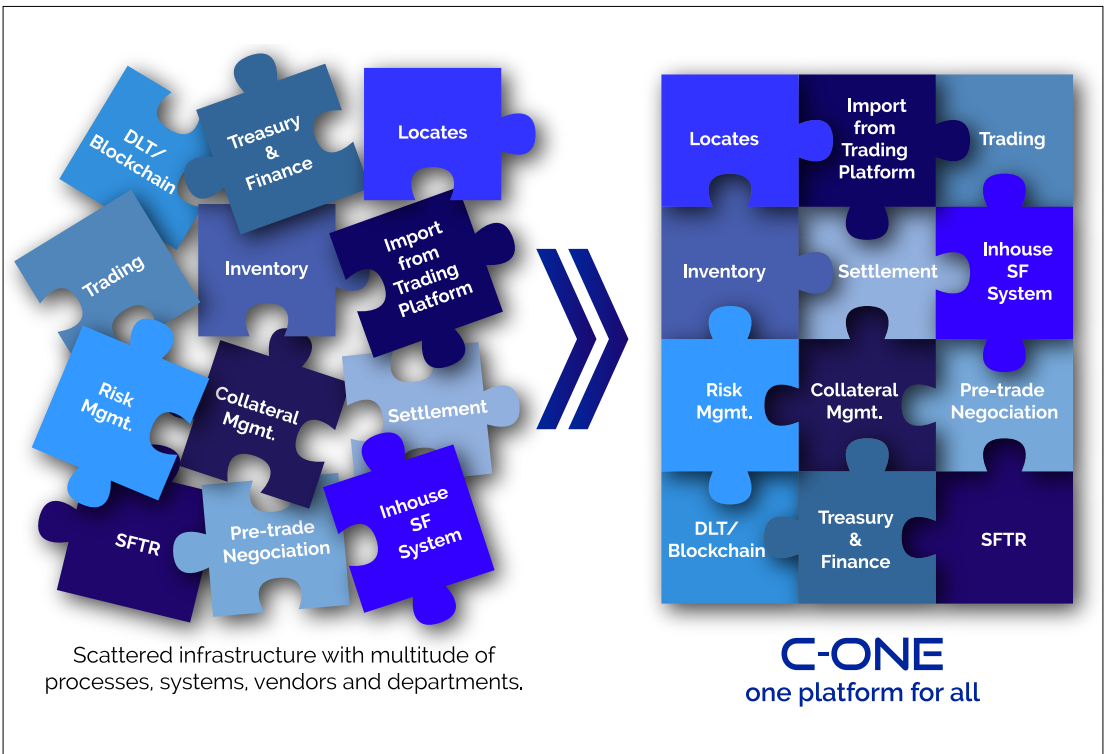 DLT/
Blockchain
Treasury
&
Finance
Locates
Trading
Inventory
Import
from
Trading
Platform
Risk
Mgmt.
Collateral
Mgmt.
Settlement
SFTR
Pre-trade
Negociation
Inhouse
SF
System
Scattered infrastructure with multitude of
processes, systems, vendors and departments.
Locates
Import
from
Trading
Platform
Trading
Inventory
Settlement
Inhouse
SF
System
Risk
Mgmt.
Collateral
Mgmt.
Pre-trade
Negociation
DLT/
Blockchain
Treasury
&
Finance
SFTR
C-ONE
one platform for all